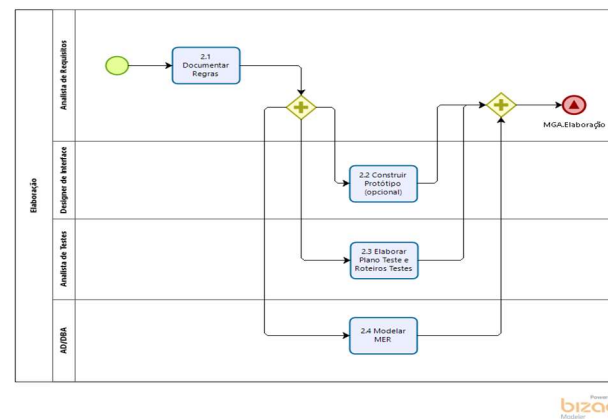 Elaboração
Analista de Requisitos
2.1
Documentar
Regras
MGA.Elaboração
Designer de Interface
2.2 Construir
Protótipo
(opcional)
Analista de Testes
2.3 Elaborar
Plano Teste e
Roteiros Testes
AD/DBA
2.4 Modelar
MER
Modeler